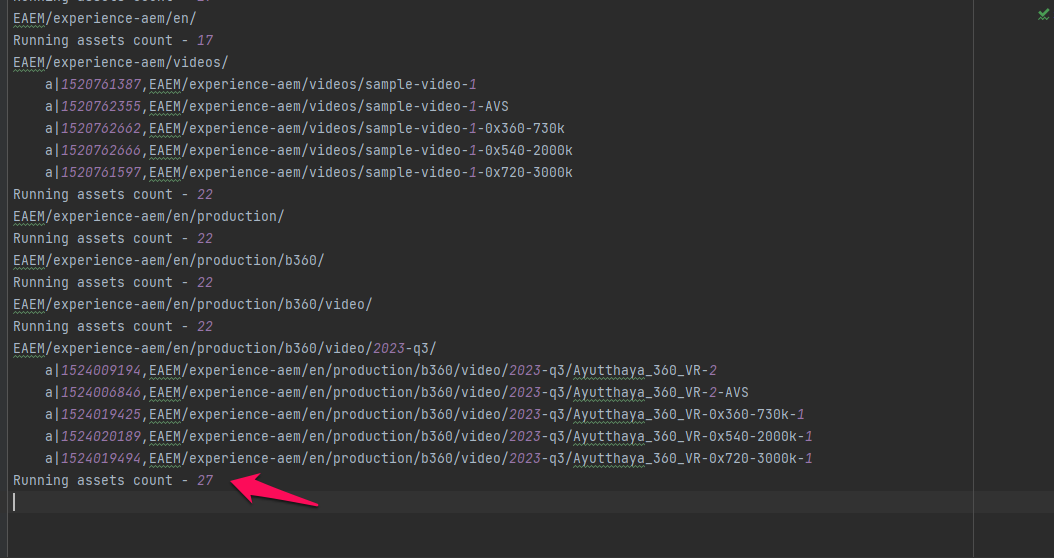 EAEM/experience-aem/en/
Running assets count - 17
EAEM/experience-aem/videos/
a|1520761387,EAEM/experience-aem/videos/sample-video-1
a|1520762355,EAEM/experience-aem/videos/sample-video-1-AVS
a|1520762662,EAEM/experience-aem/videos/sample-video-1-0x360-730k
a|1520762666,EAEM/experience-aem/videos/sample-video-1-0x540-2000k
a|1520761597,EAEM/experience-aem/videos/sample-video-1-0x720-3000k
Running assets count - 22
EAEM/experience-aem/en/production/
Running assets count - 22
EAEM/experience-aem/en/production/b360/
Running assets count - 22
EAEM/experience-aem/en/production/b360/video/
Running assets count - 22
EAEM/experience-aem/en/production/b360/video/2023-q3/
a|1524009194,EAEM/experience-aem/en/production/b360/video/2023-q3/Ayutthaya_360_VR-2
a|1524006846,EAEM/experience-aem/en/production/b360/video/2023-q3/Ayutthaya_360_VR-2-AVS
a|1524019425,EAEM/experience-aem/en/production/b360/video/2023-q3/Ayutthaya_360_VR-0x360-730k-1
a|1524020189,EAEM/experience-aem/en/production/b360/video/2023-q3/Ayutthaya_360_VR-0x540-2000k-1
a|1524019494,EAEM/experience-aem/en/production/b360/video/2023-q3/Ayutthaya_360_VR-0x720-3000k-1
Running assets count - 27